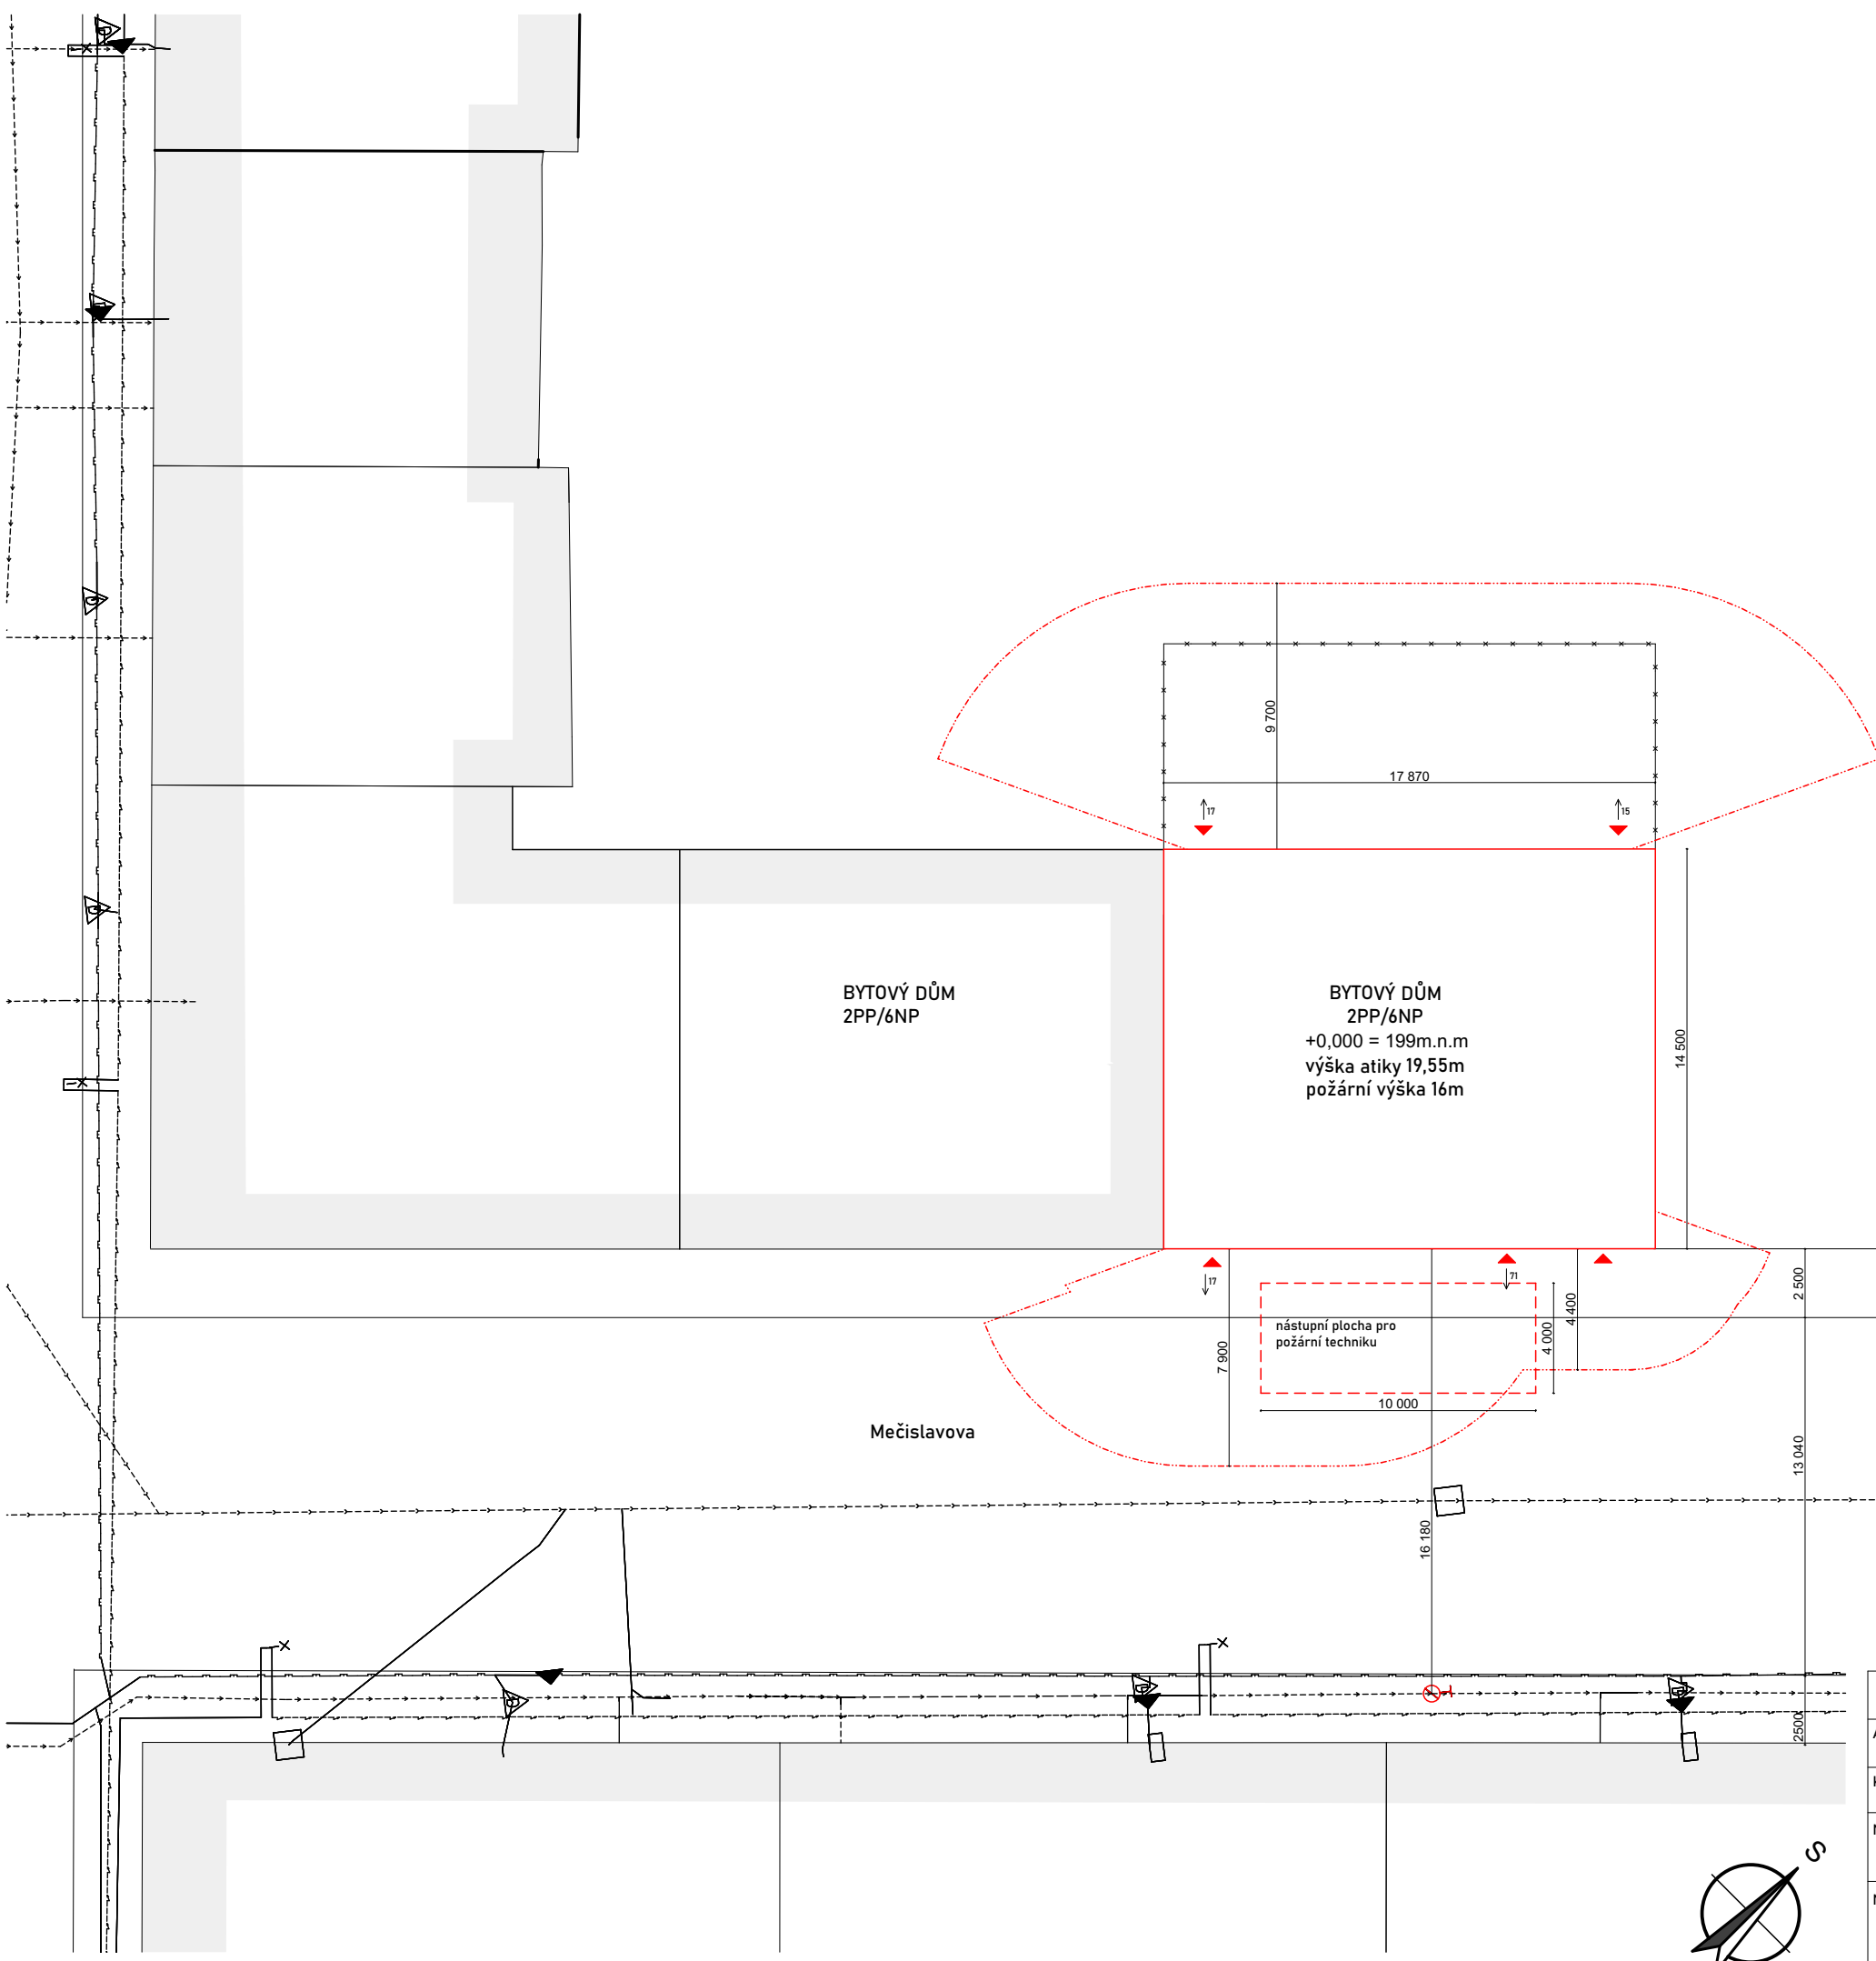 9 700
17 870
17
15
BYTOVÝ DŮM
2PP/6NP
BYTOVÝ DŮM
2PP/6NP
+0,000 = 199m.n.m
výška atiky 19,55m
požární výška 16m
14 500
17
71
2 500
nástupní plocha pro
požární techniku
4 000
4 400
7 900
10 000
Mečislavova
13 040
16 180
2500
S